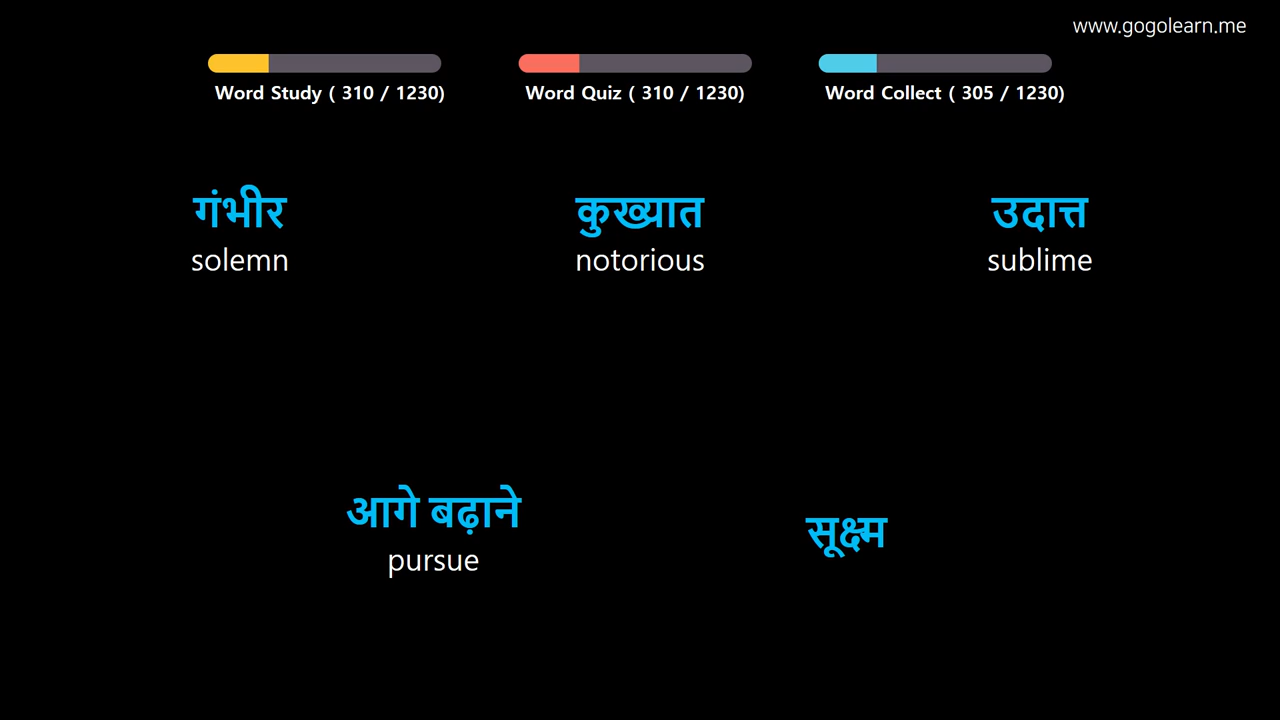 www.gogolearn.me
Word Study ( 310 / 1230)
Word Quiz ( 310 / 1230)
Word Collect ( 305 / 1230)
गंभीर
solemn
कुख्यात
notorious
उदात्त
sublime
आगे बढ़ाने
pursue
सूक्ष्म